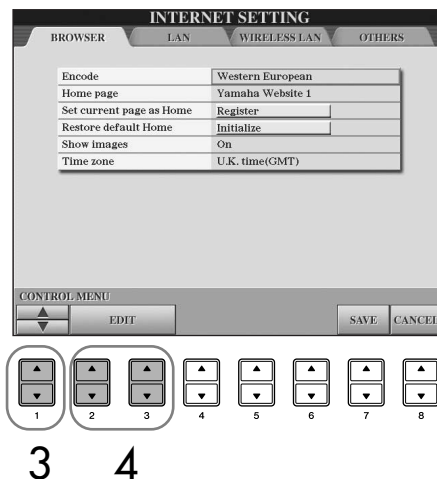 INTERNET SETTING
BROWSER LAN WIRELESS LAN OTHERS
Encode Western European
Home page Yamaha Website 1
Set current page as Home Register
Restore default Home Initialize
Show images On
Time zone U.K. time(GMT)
CONTROL MENU
EDIT SAVE CANCEL
1 2 3 4 5 6 7 8
3 4